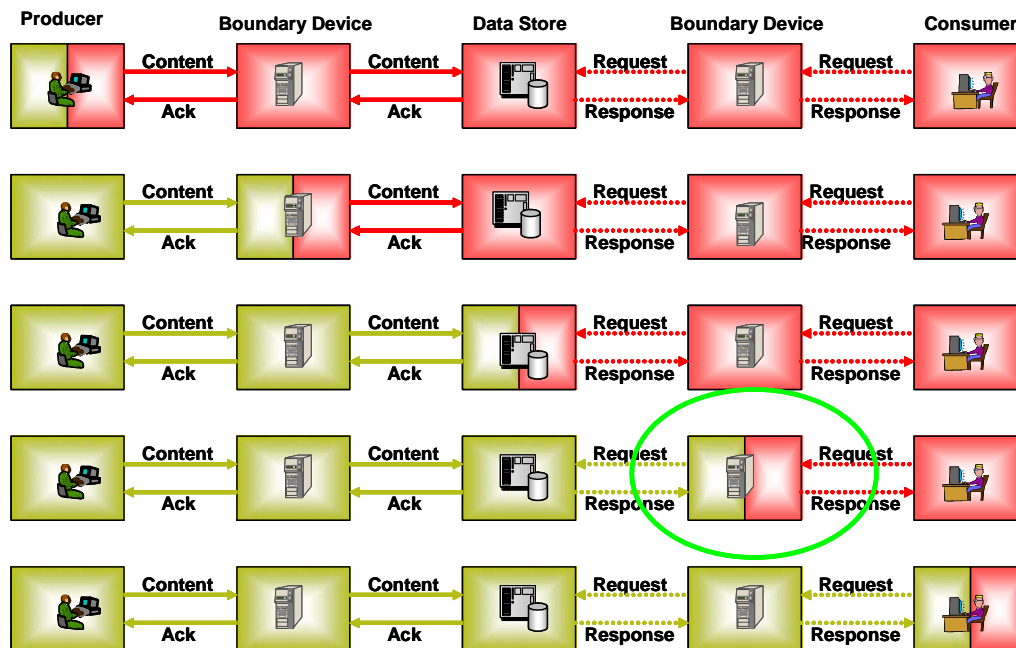 Producer Boundary Device Data Store Boundary Device Consumer
Content Content Request Request
Ack Ack Response Response
Content Content Request Request
Ack Ack Response Response
Content Content Request Request
Ack Ack Response Response
Content Content Request Request
Ack Ack Response Response
Content Content Request Request
Ack Ack Response Response